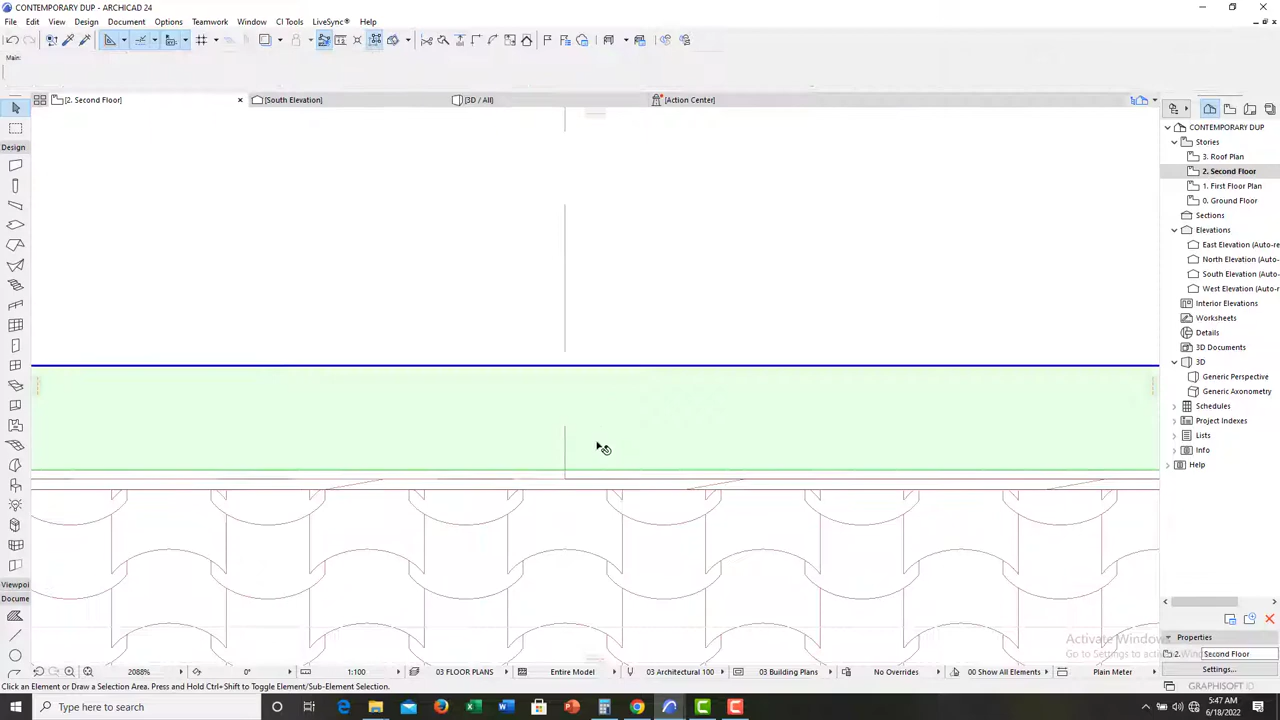 CONTEMPORARY DUP - ARCHICAD 24
File Edit View Design Document Options Teamwork Window CI Tools LiveSync® Help
Main:
[2. Second Floor] [South Elevation] [3D / All] [Action Center]
Design
CONTEMPORARY DUP
Stories
3. Roof Plan
2. Second Floor
1. First Floor Plan
0. Ground Floor
Sections
Elevations
East Elevation (Auto-re
North Elevation (Auto-
South Elevation (Auto-
West Elevation (Auto-r
Interior Elevations
Worksheets
Details
3D Documents
3D
Generic Perspective
Generic Axonometry
Schedules
Project Indexes
Lists
Info
Help
Viewpoi
Docume
Activate Windows
Go to Settings to activ
Properties
2. Second Floor
Settings...
2088% 0° 1:100 03 FLOOR PLANS Entire Model 03 Architectural 100 03 Building Plans No Overrides 00 Show All Elements Plain Meter
Click an Element or Draw a Selection Area. Press and Hold Ctrl+Shift to Toggle Element/Sub-Element Selection.
GRAPHISOFT ID
Type here to search
5:47 AM
6/18/2022